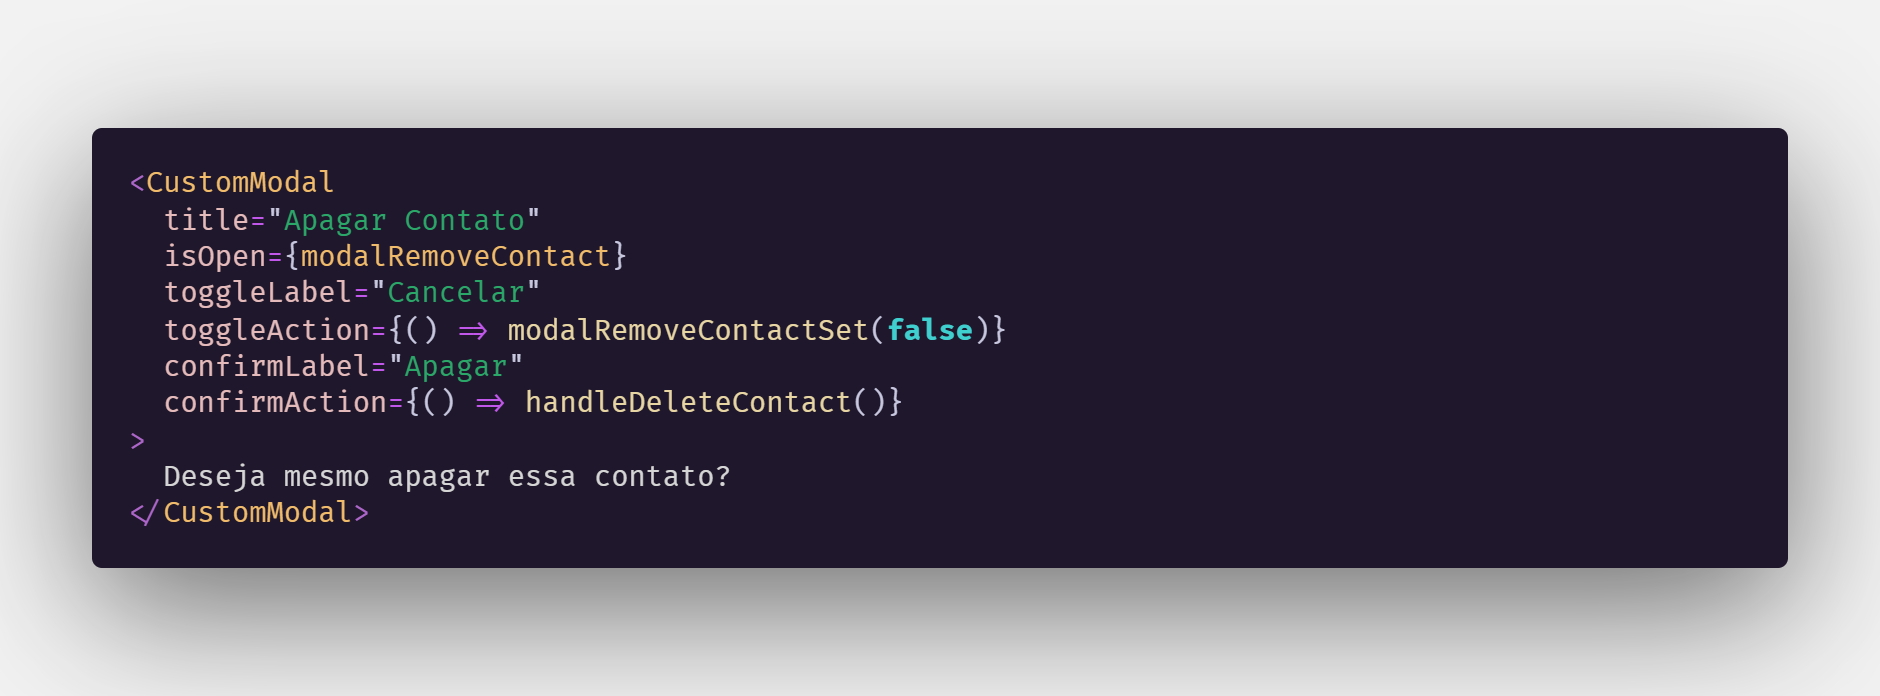 <CustomModal
  title="Apagar Contato"
  isOpen={modalRemoveContact}
  toggleLabel="Cancelar"
  toggleAction={() => modalRemoveContactSet(false)}
  confirmLabel="Apagar"
  confirmAction={() => handleDeleteContact()}
>
  Deseja mesmo apagar essa contato?
</CustomModal>